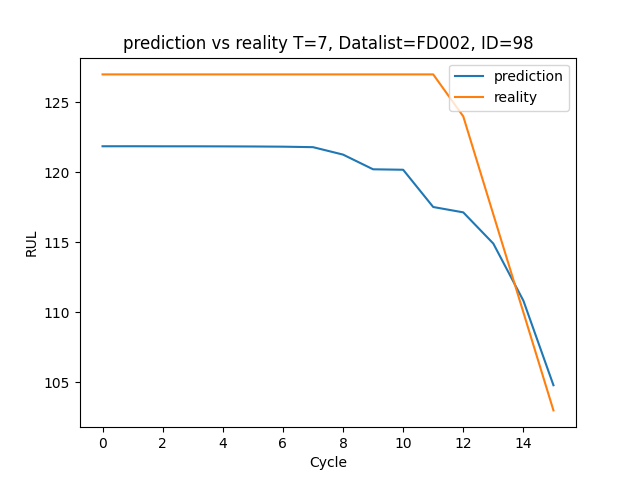 prediction vs reality T=7, Datalist=FD002, ID=98
prediction
reality
125
120
115
110
105
RUL
0 2 4 6 8 10 12 14
Cycle